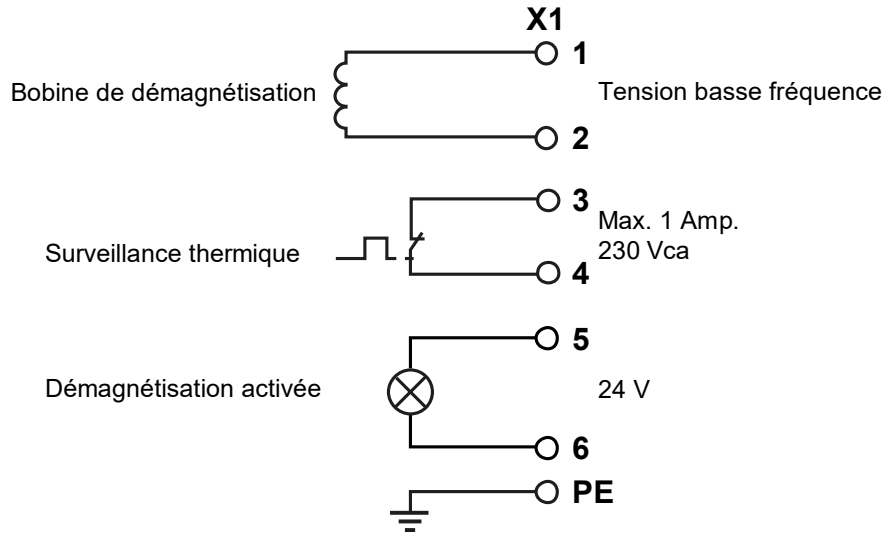 X1
1
Bobine de démagnétisation
Tension basse fréquence
2
3
Max. 1 Amp.
Surveillance thermique
230 Vca
4
5
Démagnétisation activée
24 V
6
PE